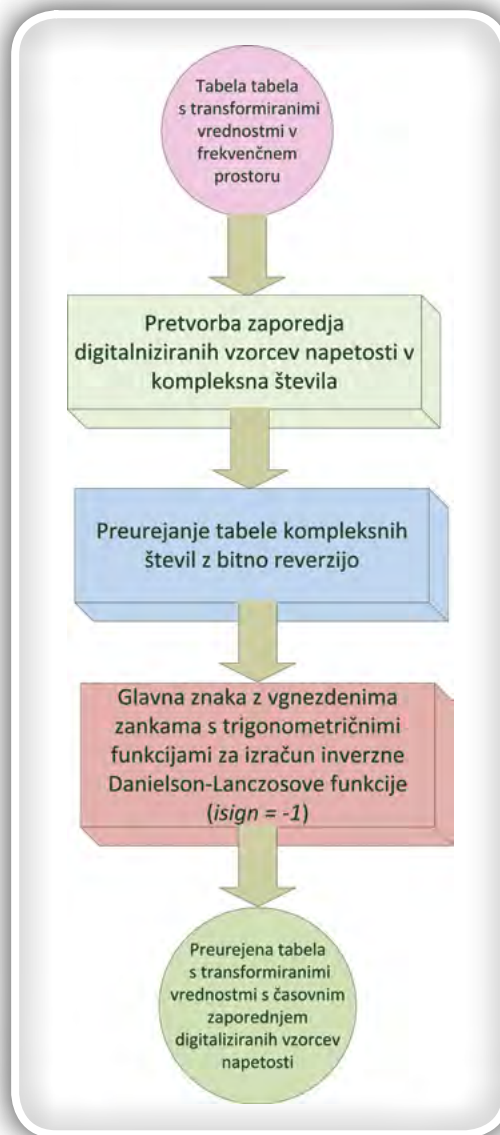 Tabela tabela
s transformiranimi
vrednostmi v
frekvenčnem
prostoru
Pretvorba zaporedja
digitalniziranih vzorcev napetosti v
kompleksna števila
Preurejanje tabele kompleksnih
števil z bitno reverzijo
Glavna znaka z vgnezdenima
zankama s trigonometričnimi
funkcijami za izračun inverzne
Danielson-Lanczosove funkcije
(isign = -1)
Preurejena tabela
s transformiranimi
vrednostmi s časovnim
zaporednjem
digitaliziranih vzorcev
napetosti